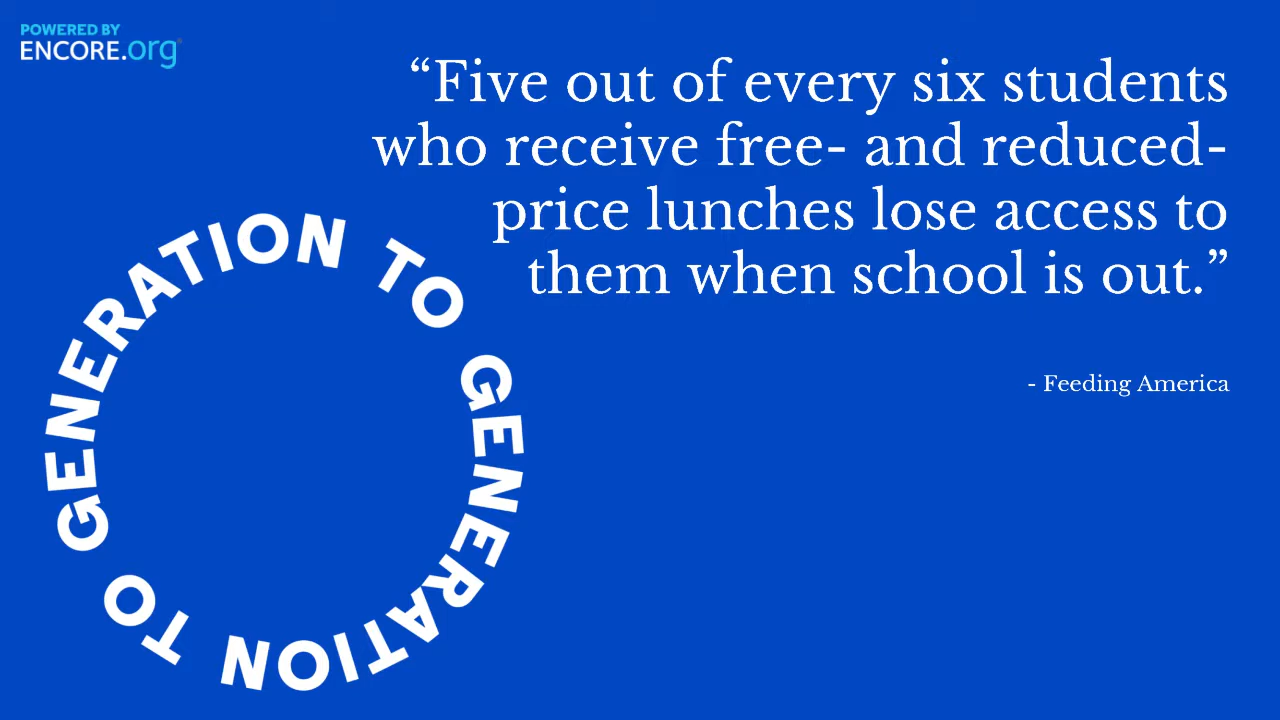 POWERED BY
ENCORE.org
“Five out of every six students
who receive free- and reduced-
price lunches lose access to
them when school is out.”
- Feeding America
GENERATION TO GENERATION TO